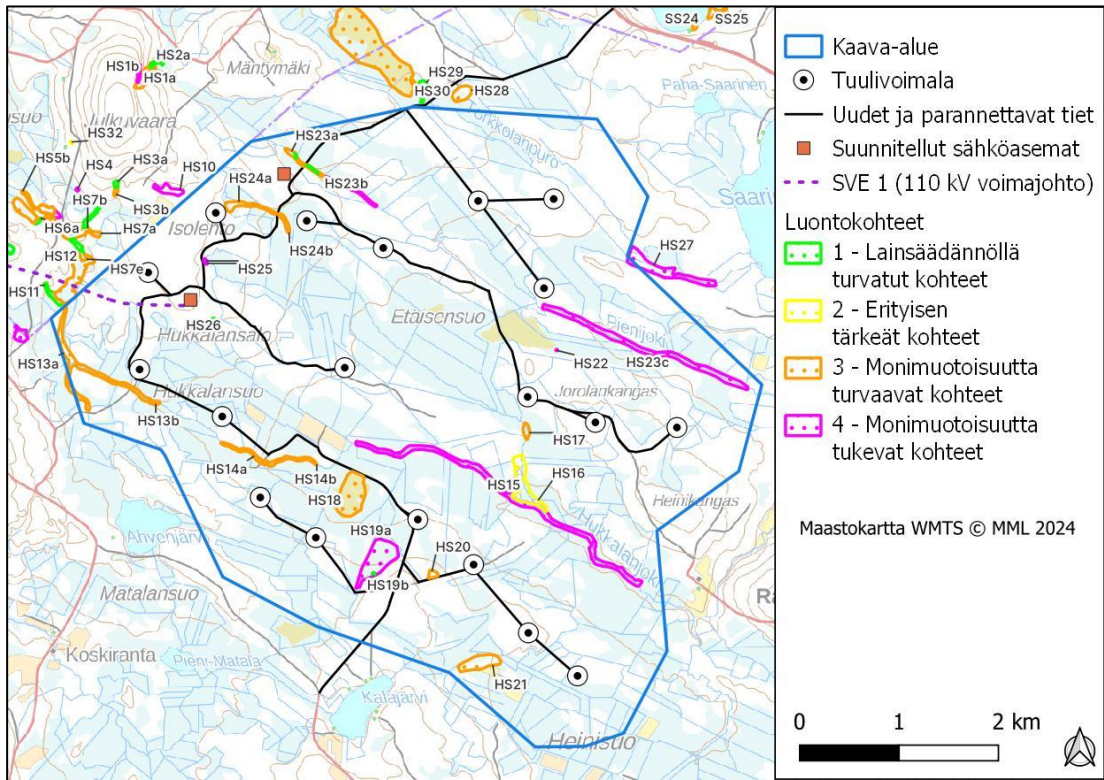 SS24
SS25
HS2a
HS1b
HS1a
Mäntymäki
HS29
HS30
HS28
Paha-Saarinen
Julkuvaara
HS32
HS5b
HS4
HS3a
HS10
HS23a
HS7b
HS3b
HS24a
HS23b
Saari
HS6a
HS7a
Isolehto
HS24b
HS12
HS7e
HS25
HS27
HS11
HS26
Hukkalansalo
Etäisensuo
Pienjoki
HS22
HS23c
HS13a
Hukkalansuo
Jorolankangas
HS13b
HS17
HS14a
HS14b
HS15
HS16
HS18
Heinikangas
Ahvenjärvi
HS19a
Hukkalanjoki
HS20
Matalansuo
HS19b
Koskiranta
Pieni-Matala
HS21
Kalajärvi
Heinisuo
Kaava-alue
Tuulivoimala
Uudet ja parannettavat tiet
Suunnitellut sähköasemat
SVE 1 (110 kV voimajohto)
Luontokohteet
1 - Lainsäädännöllä
turvatut kohteet
2 - Erityisen
tärkeät kohteet
3 - Monimuotoisuutta
turvaavat kohteet
4 - Monimuotoisuutta
tukevat kohteet
Maastokartta WMTS © MML 2024
0 1 2 km